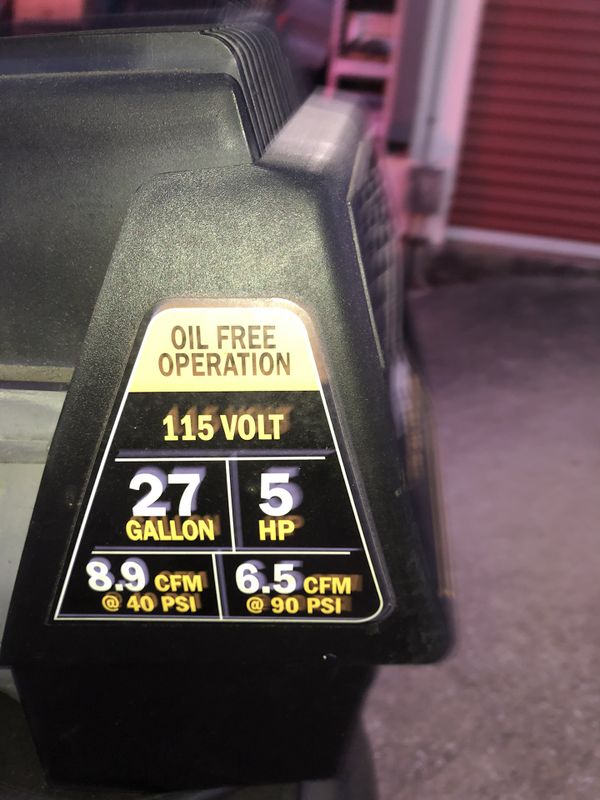 OIL FREE
OPERATION
115 VOLT
27
GALLON
5
HP
8.9 CFM
@ 40 PSI
6.5 CFM
@ 90 PSI